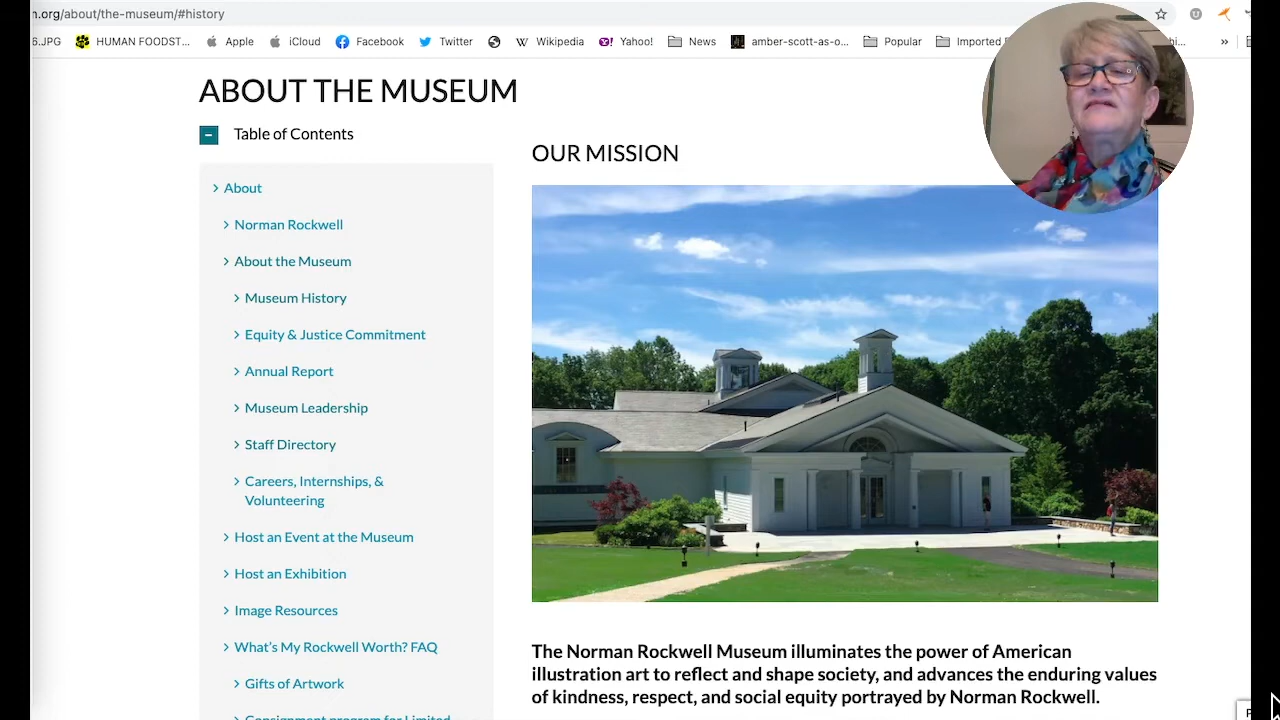 n.org/about/the-museum/#history
6.JPG HUMAN FOODST... Apple iCloud Facebook Twitter Wikipedia Yahoo! News amber-scott-as-o... Popular Imported
ABOUT THE MUSEUM
Table of Contents
OUR MISSION
About
Norman Rockwell
About the Museum
Museum History
Equity & Justice Commitment
Annual Report
Museum Leadership
Staff Directory
Careers, Internships, &
Volunteering
Host an Event at the Museum
Host an Exhibition
Image Resources
What's My Rockwell Worth? FAQ
Gifts of Artwork
Consignment program for Limited
The Norman Rockwell Museum illuminates the power of American
illustration art to reflect and shape society, and advances the enduring values
of kindness, respect, and social equity portrayed by Norman Rockwell.